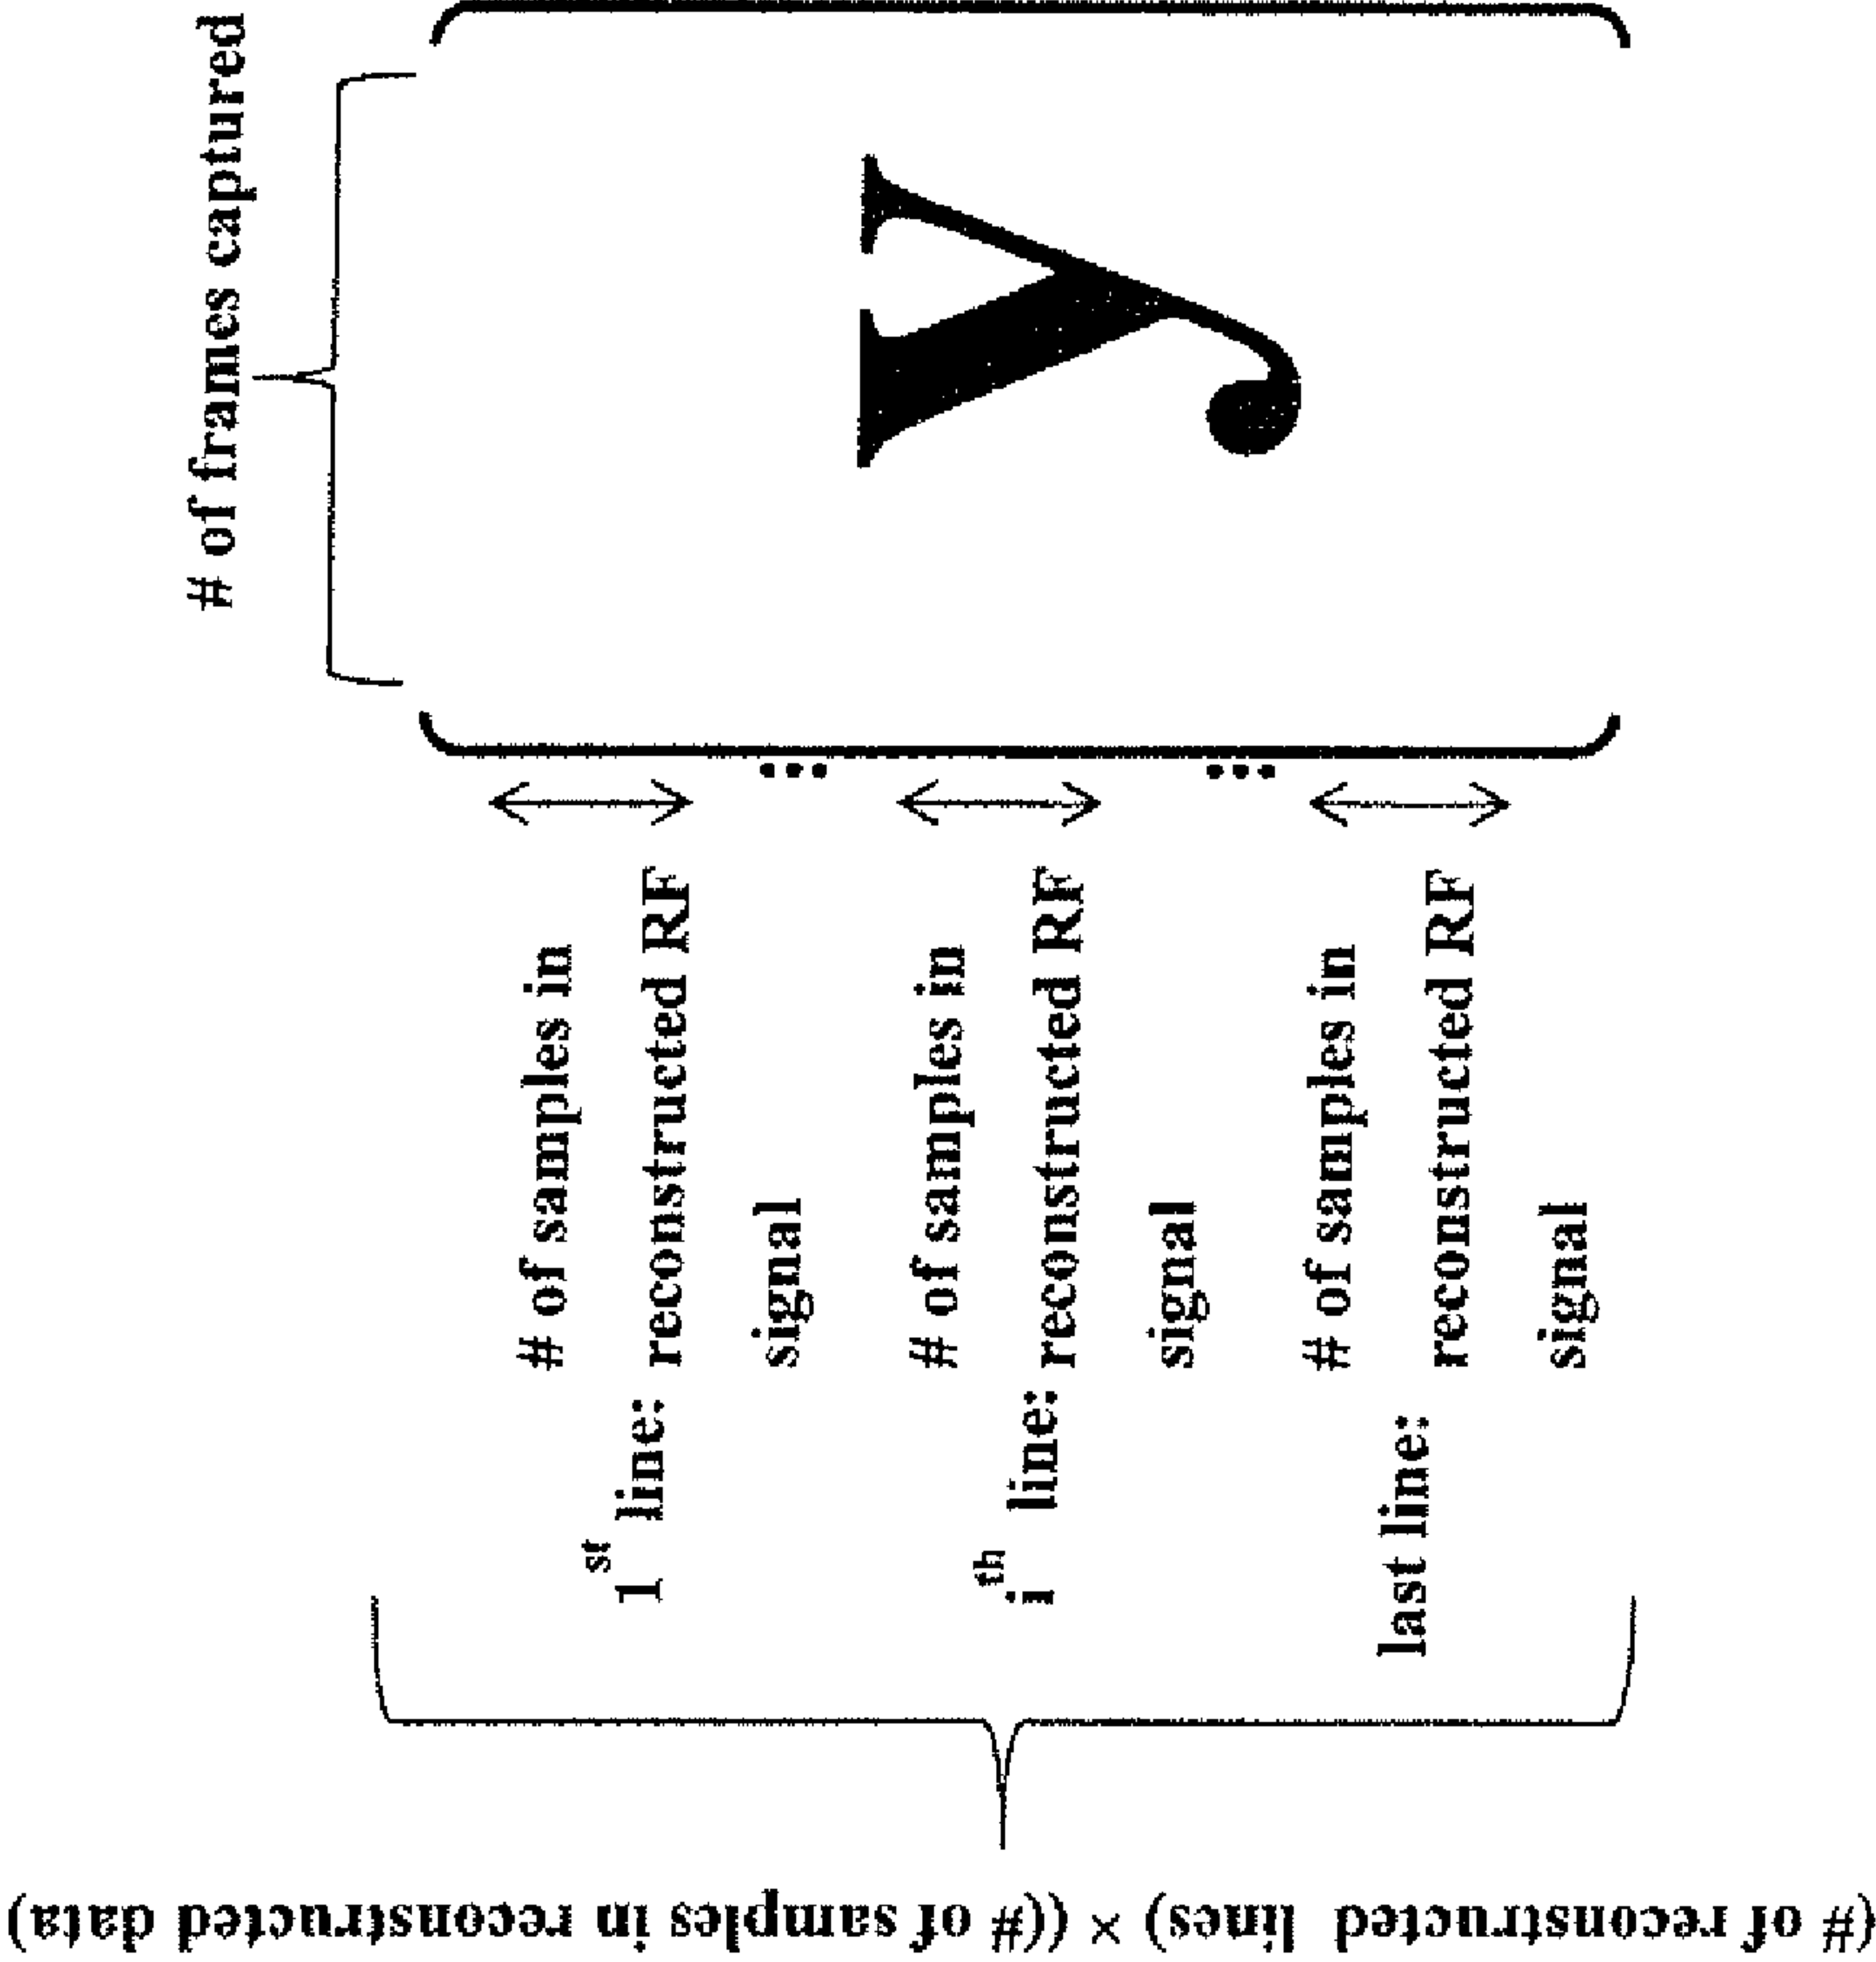 # of frames captured
(# of reconstructed lines) × ((# of samples in reconstructed data)
1st line:
# of samples in
reconstructed RF
signal
...
ith line:
# of samples in
reconstructed RF
signal
...
last line:
# of samples in
reconstructed RF
signal
y